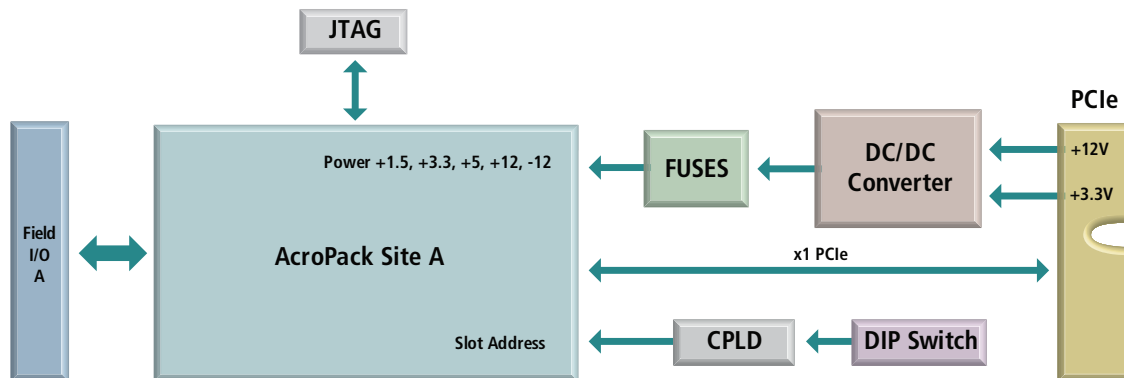 JTAG
PCIe
Power +1.5, +3.3, +5, +12, -12
FUSES
DC/DC
Converter
+12V
+3.3V
Field
I/O
A
AcroPack Site A
x1 PCIe
Slot Address
CPLD
DIP Switch